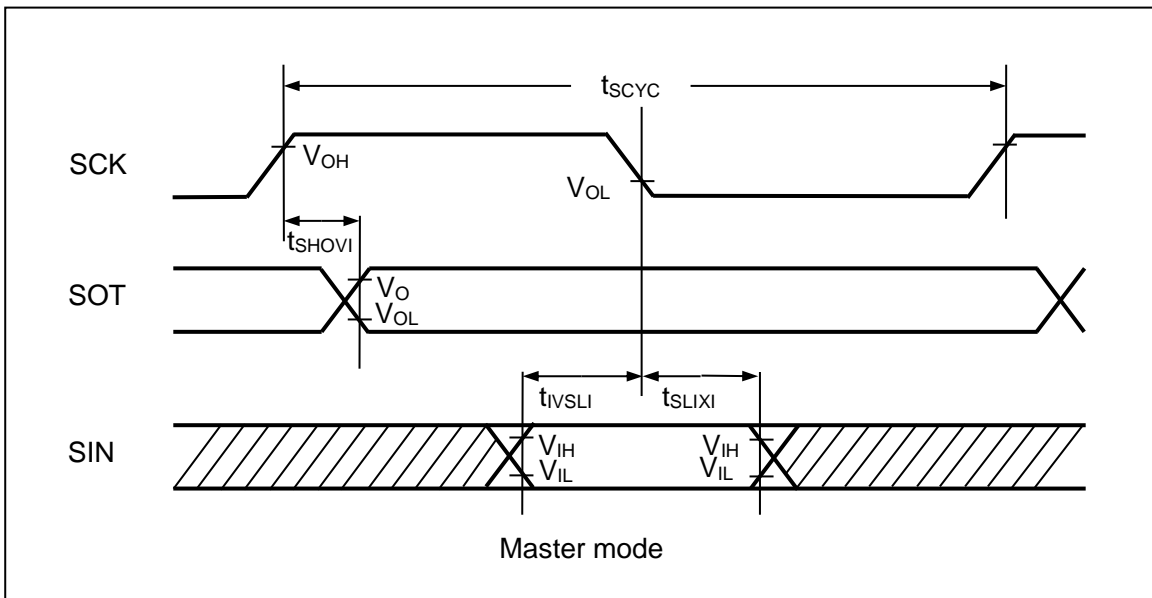 tSCYC
SCK
VOH
VOL
tSHOVI
SOT
VO
VOL
tIVSLI
tSLIXI
SIN
VIH
VIH
VIL
VIL
Master mode